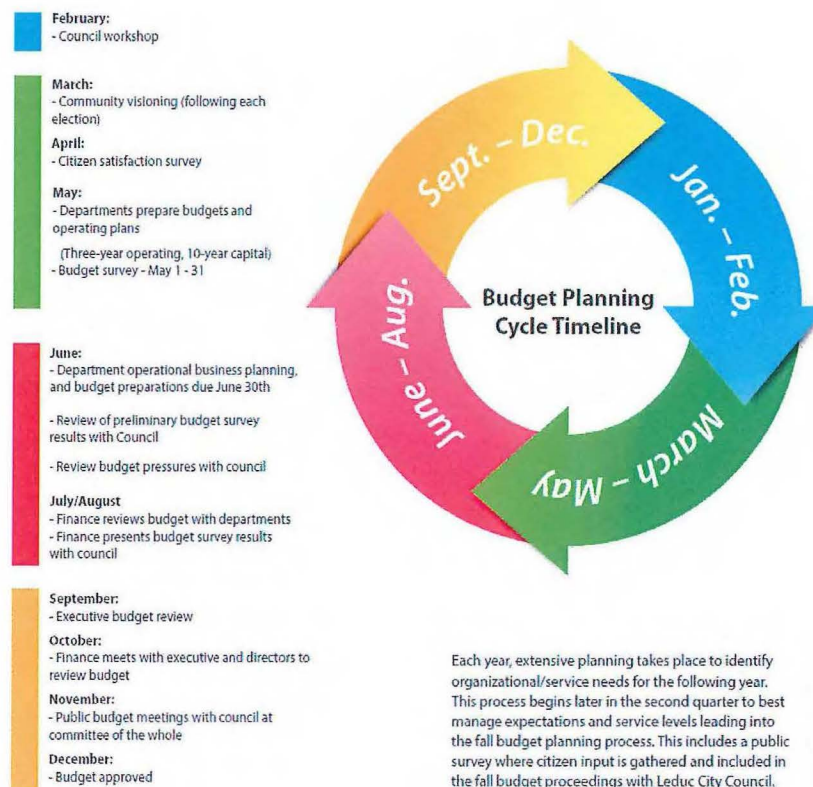 February:
- Council workshop
March:
- Community visioning (following each
election)
April:
- Citizen satisfaction survey
May:
- Departments prepare budgets and
operating plans
(Three-year operating, 10-year capital)
- Budget survey - May 1 - 31
June:
- Department operational business planning,
and budget preparations due June 30th
- Review of preliminary budget survey
results with Council
- Review budget pressures with council
July/August
- Finance reviews budget with departments
- Finance presents budget survey results
with council
September:
- Executive budget review
October:
- Finance meets with executive and directors to
review budget
November:
- Public budget meetings with council at
committee of the whole
December:
- Budget approved
Sept. – Dec.
Jan. – Feb.
March – May
June – Aug.
Budget Planning
Cycle Timeline
Each year, extensive planning takes place to identify
organizational/service needs for the following year.
This process begins later in the second quarter to best
manage expectations and service levels leading into
the fall budget planning process. This includes a public
survey where citizen input is gathered and included in
the fall budget proceedings with Leduc City Council.